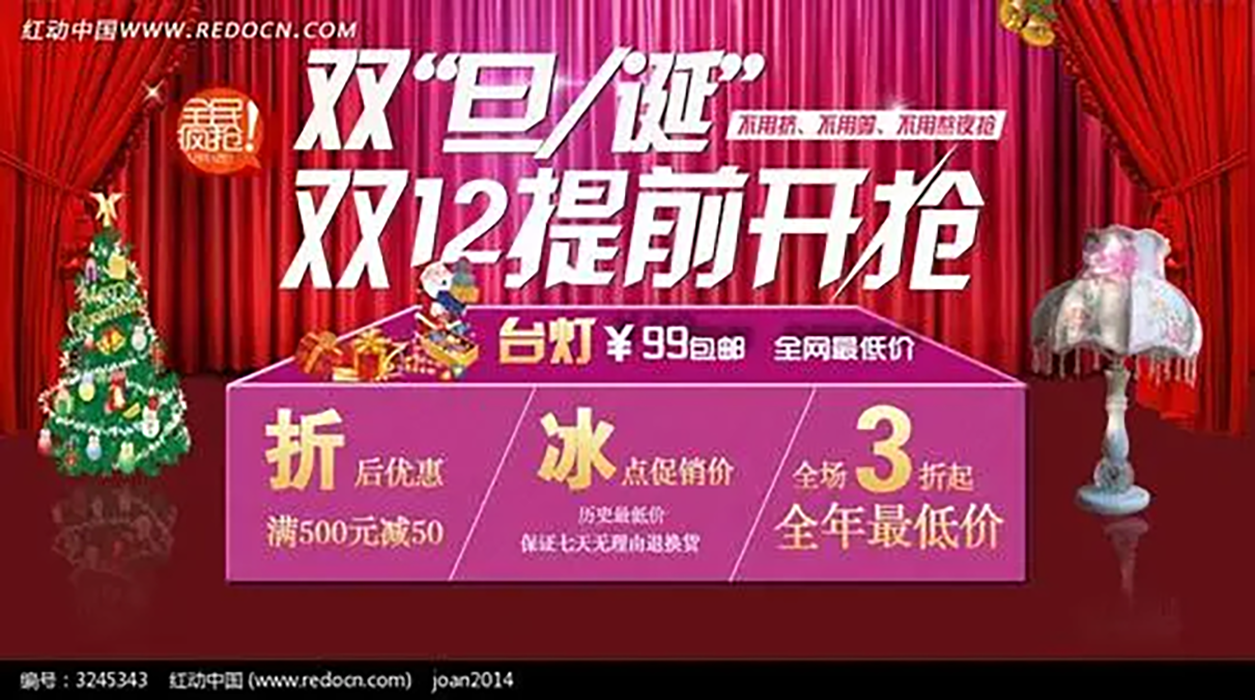 红动中国WWW.REDOCN.COM
双“旦/诞”
全民
疯抢!
不用挤、不用等、不用熬夜抢
双12提前开抢
台灯 ¥99包邮 全网最低价
折后优惠
满500元减50
冰点促销价
历史最低价
保证七天无理由退换货
全场3折起
全年最低价
编号:3245343 红动中国 (www.redocn.com) joan2014